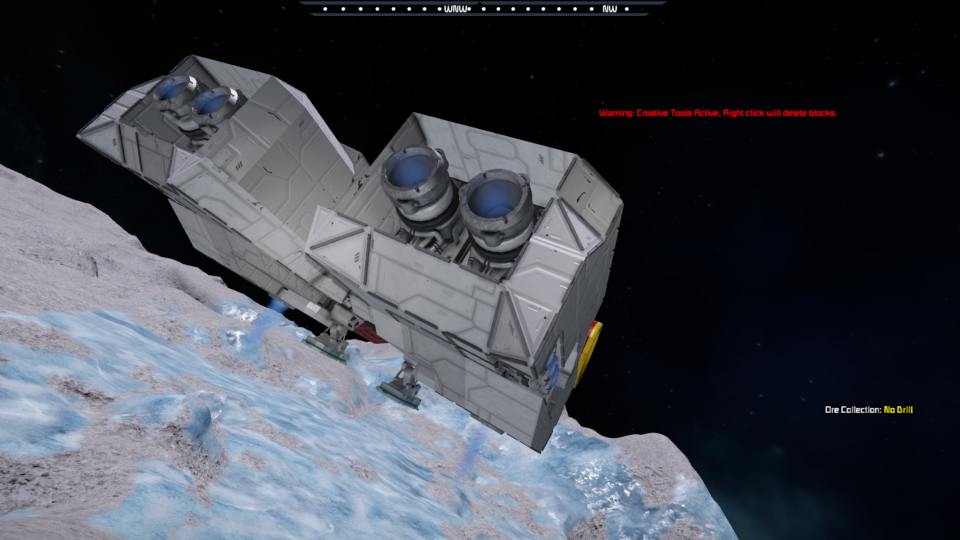 WNW NW
Warning: Creative Tools Active, Right click will delete blocks.
Ore Collection: No Drill